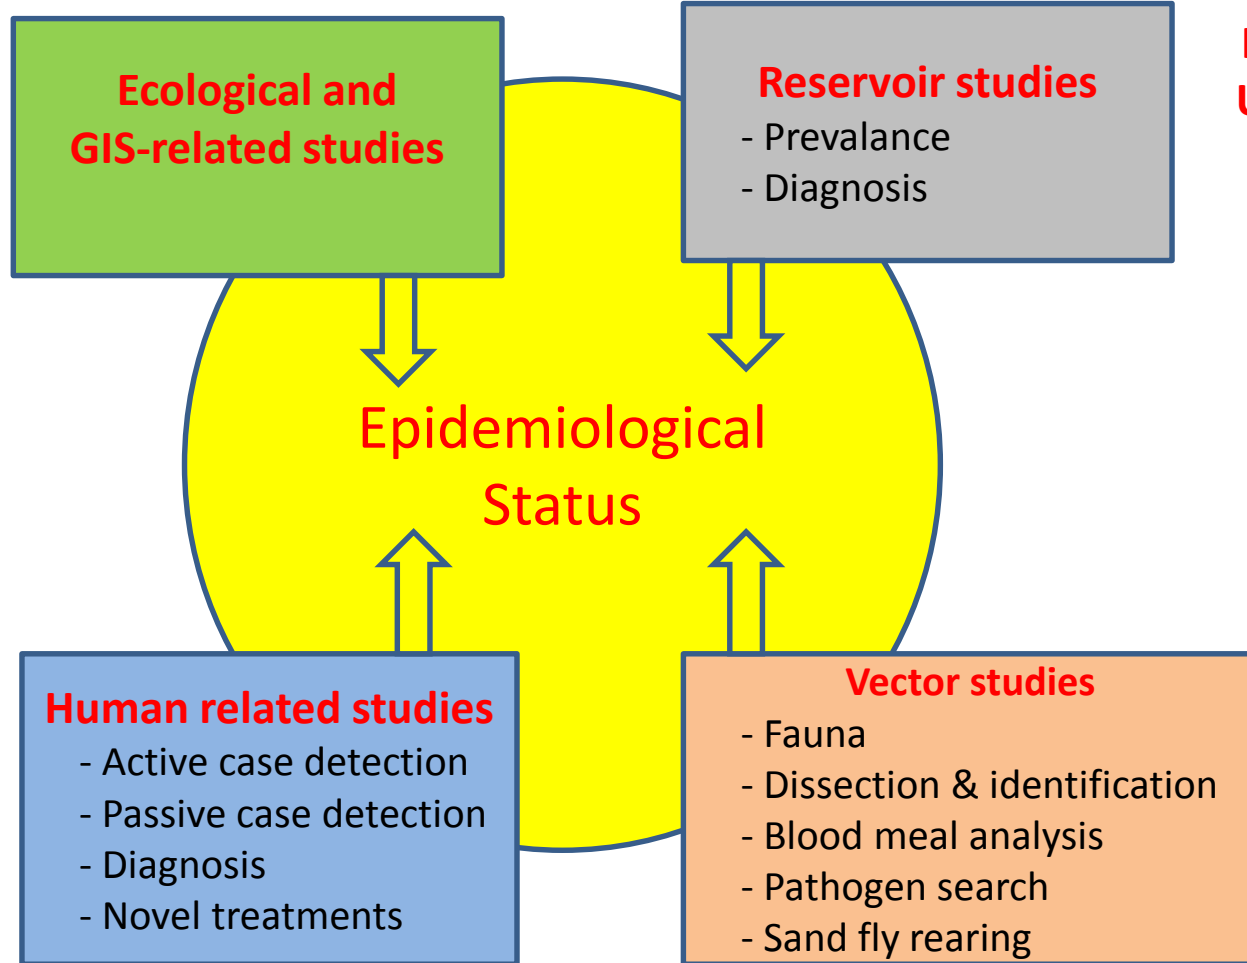 Ecological and
GIS-related studies
Reservoir studies
- Prevalance
- Diagnosis
Epidemiological
Status
Human related studies
- Active case detection
- Passive case detection
- Diagnosis
- Novel treatments
Vector studies
- Fauna
- Dissection & identification
- Blood meal analysis
- Pathogen search
- Sand fly rearing